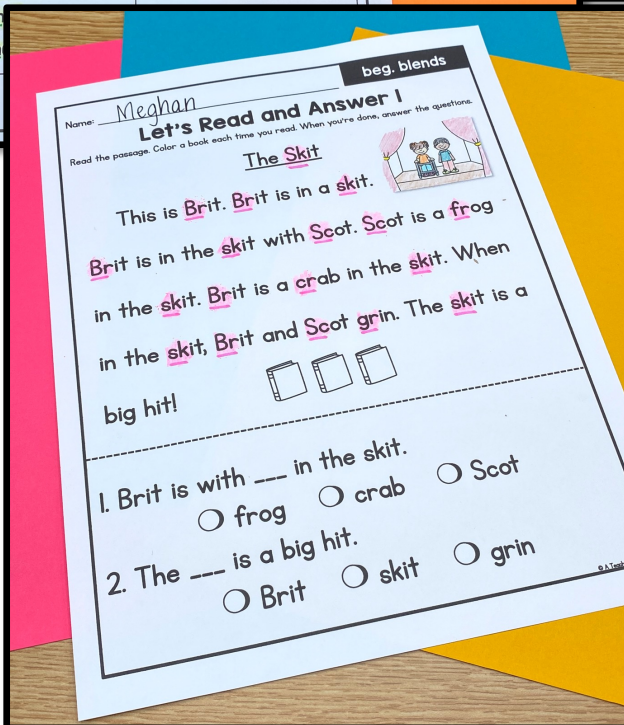 beg. blends
Name: Meghan
Let's Read and Answer 1
Read the passage. Color a book each time you read. When you're done, answer the questions.
The Skit
This is Brit. Brit is in a skit.
Brit is in the skit with Scot. Scot is a frog
in the skit. Brit is a crab in the skit. When
in the skit, Brit and Scot grin. The skit is a
big hit!
1. Brit is with ___ in the skit.
frog crab Scot
2. The ___ is a big hit.
Brit skit grin